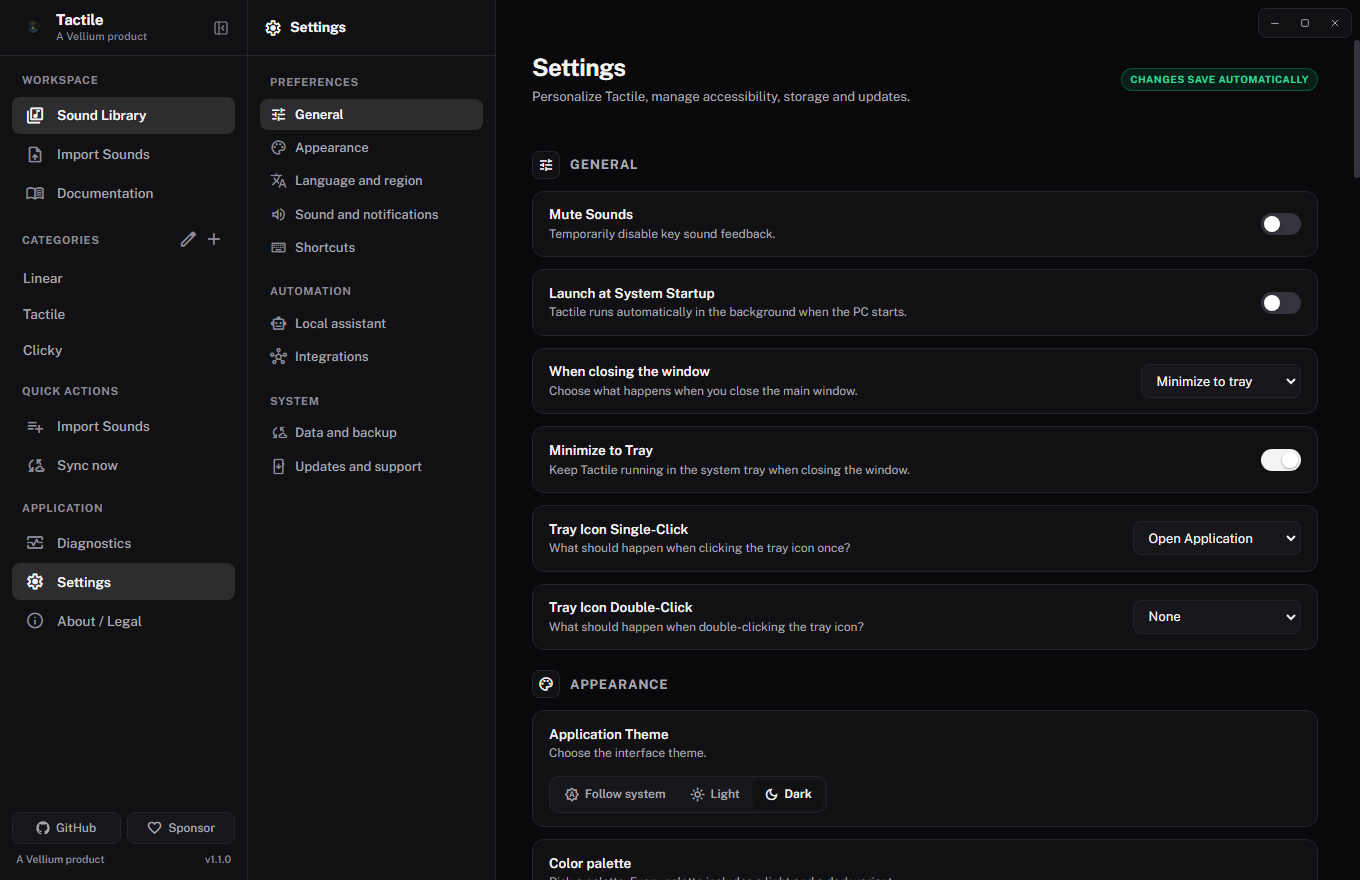 Tactile
A Vellium product
WORKSPACE
Sound Library
Import Sounds
Documentation
CATEGORIES
Linear
Tactile
Clicky
QUICK ACTIONS
Import Sounds
Sync now
APPLICATION
Diagnostics
Settings
About / Legal
GitHub
Sponsor
A Vellium product
v1.1.0
Settings
PREFERENCES
General
Appearance
Language and region
Sound and notifications
Shortcuts
AUTOMATION
Local assistant
Integrations
SYSTEM
Data and backup
Updates and support
Settings
Personalize Tactile, manage accessibility, storage and updates.
CHANGES SAVE AUTOMATICALLY
GENERAL
Mute Sounds
Temporarily disable key sound feedback.
Launch at System Startup
Tactile runs automatically in the background when the PC starts.
When closing the window
Choose what happens when you close the main window.
Minimize to tray
Minimize to Tray
Keep Tactile running in the system tray when closing the window.
Tray Icon Single-Click
What should happen when clicking the tray icon once?
Open Application
Tray Icon Double-Click
What should happen when double-clicking the tray icon?
None
APPEARANCE
Application Theme
Choose the interface theme.
Follow system
Light
Dark
Color palette